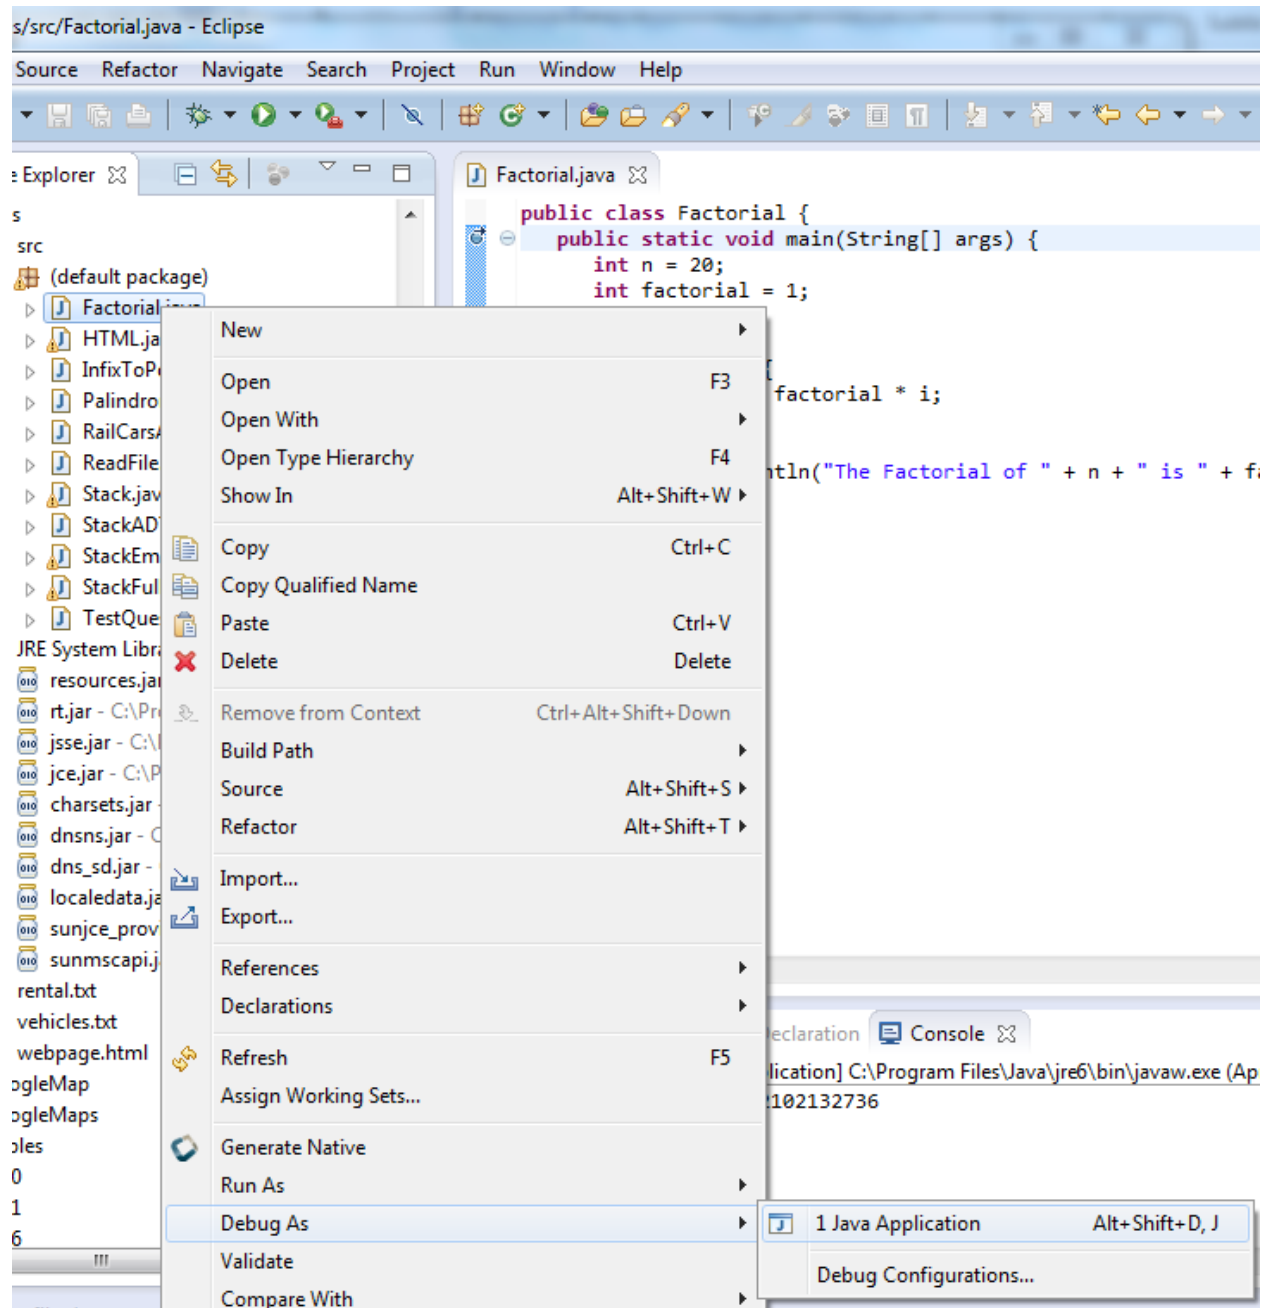 s/src/Factorial.java - Eclipse
Source Refactor Navigate Search Project Run Window Help
Explorer
Factorial.java
s
src
(default package)
Factorial.java
HTML.ja
InfixToP
Palindro
RailCars
ReadFile
Stack.jav
StackAD
StackEm
StackFul
TestQue
JRE System Libra
resources.jar
rt.jar - C:\Pr
jsse.jar - C:\
jce.jar - C:\P
charsets.jar
dnsns.jar - C
dns_sd.jar -
localedata.ja
sunjce_prov
sunmscapi.j
rental.txt
vehicles.txt
webpage.html
ogleMap
ogleMaps
ples
0
1
6
public class Factorial {
public static void main(String[] args) {
int n = 20;
int factorial = 1;
{
factorial * i;
ntln("The Factorial of " + n + " is " + fa
New
Open F3
Open With
Open Type Hierarchy F4
Show In Alt+Shift+W
Copy Ctrl+C
Copy Qualified Name
Paste Ctrl+V
Delete Delete
Remove from Context Ctrl+Alt+Shift+Down
Build Path
Source Alt+Shift+S
Refactor Alt+Shift+T
Import...
Export...
References
Declarations
Refresh F5
Assign Working Sets...
Generate Native
Run As
Debug As
Validate
Compare With
1 Java Application Alt+Shift+D, J
Debug Configurations...
eclaration Console
lication] C:\Program Files\Java\jre6\bin\javaw.exe (Ap
2102132736